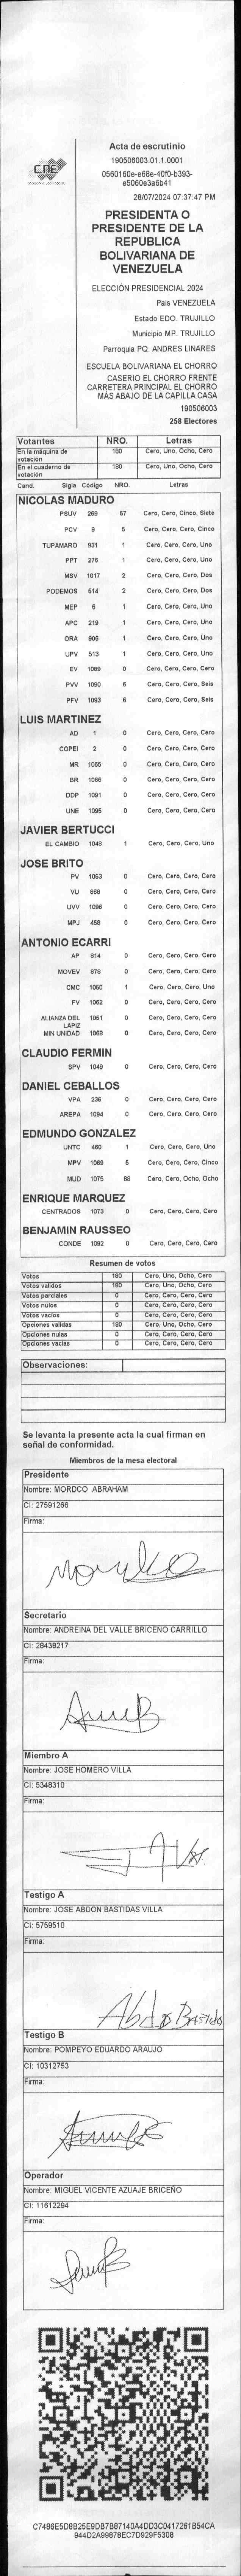 CNE
Acta de escrutinio
190506003.01.1.0001
0560160e-e68e-40f0-b393-
e5060e3a6b41
28/07/2024 07:37:47 PM
PRESIDENTA O
PRESIDENTE DE LA
REPUBLICA
BOLIVARIANA DE
VENEZUELA
ELECCIÓN PRESIDENCIAL 2024
País VENEZUELA
Estado EDO. TRUJILLO
Municipio MP. TRUJILLO
Parroquia PQ. ANDRES LINARES
ESCUELA BOLIVARIANA EL CHORRO
CASERIO EL CHORRO FRENTE
CARRETERA PRINCIPAL EL CHORRO
MÁS ABAJO DE LA CAPILLA CASA
190506003
258 Electores
Votantes NRO. Letras
En la máquina de votación 180 Cero, Uno, Ocho, Cero
En el cuaderno de votación 180 Cero, Uno, Ocho, Cero
Cand. Sigla Código NRO. Letras
NICOLAS MADURO
PSUV 269 57 Cero, Cero, Cinco, Siete
PCV 9 5 Cero, Cero, Cero, Cinco
TUPAMARO 931 1 Cero, Cero, Cero, Uno
PPT 276 1 Cero, Cero, Cero, Uno
MSV 1017 2 Cero, Cero, Cero, Dos
PODEMOS 514 2 Cero, Cero, Cero, Dos
MEP 6 1 Cero, Cero, Cero, Uno
APC 219 1 Cero, Cero, Cero, Uno
ORA 906 1 Cero, Cero, Cero, Uno
UPV 513 1 Cero, Cero, Cero, Uno
EV 1089 0 Cero, Cero, Cero, Cero
PVV 1090 6 Cero, Cero, Cero, Seis
PFV 1093 6 Cero, Cero, Cero, Seis
LUIS MARTINEZ
AD 1 0 Cero, Cero, Cero, Cero
COPEI 2 0 Cero, Cero, Cero, Cero
MR 1065 0 Cero, Cero, Cero, Cero
BR 1066 0 Cero, Cero, Cero, Cero
DDP 1091 0 Cero, Cero, Cero, Cero
UNE 1095 0 Cero, Cero, Cero, Cero
JAVIER BERTUCCI
EL CAMBIO 1048 1 Cero, Cero, Cero, Uno
JOSE BRITO
PV 1053 0 Cero, Cero, Cero, Cero
VU 868 0 Cero, Cero, Cero, Cero
UVV 1096 0 Cero, Cero, Cero, Cero
MPJ 458 0 Cero, Cero, Cero, Cero
ANTONIO ECARRI
AP 814 0 Cero, Cero, Cero, Cero
MOVEV 878 0 Cero, Cero, Cero, Cero
CMC 1050 1 Cero, Cero, Cero, Uno
FV 1062 0 Cero, Cero, Cero, Cero
ALIANZA DEL LAPIZ 1051 0 Cero, Cero, Cero, Cero
MIN UNIDAD 1068 0 Cero, Cero, Cero, Cero
CLAUDIO FERMIN
SPV 1049 0 Cero, Cero, Cero, Cero
DANIEL CEBALLOS
VPA 236 0 Cero, Cero, Cero, Cero
AREPA 1094 0 Cero, Cero, Cero, Cero
EDMUNDO GONZALEZ
UNTC 460 1 Cero, Cero, Cero, Uno
MPV 1069 5 Cero, Cero, Cero, Cinco
MUD 1075 88 Cero, Cero, Ocho, Ocho
ENRIQUE MARQUEZ
CENTRADOS 1073 0 Cero, Cero, Cero, Cero
BENJAMIN RAUSSEO
CONDE 1092 0 Cero, Cero, Cero, Cero
Resumen de votos
Votos 180 Cero, Uno, Ocho, Cero
Votos validos 180 Cero, Uno, Ocho, Cero
Votos parciales 0 Cero, Cero, Cero, Cero
Votos nulos 0 Cero, Cero, Cero, Cero
Votos vacíos 0 Cero, Cero, Cero, Cero
Opciones validas 180 Cero, Uno, Ocho, Cero
Opciones nulas 0 Cero, Cero, Cero, Cero
Opciones vacías 0 Cero, Cero, Cero, Cero
Observaciones:
Se levanta la presente acta la cual firman en
señal de conformidad.
Miembros de la mesa electoral
Presidente
Nombre: MORDCO ABRAHAM
CI: 27591266
Firma:
Secretario
Nombre: ANDREINA DEL VALLE BRICEÑO CARRILLO
CI: 28438217
Firma:
Miembro A
Nombre: JOSE HOMERO VILLA
CI: 5348310
Firma:
Testigo A
Nombre: JOSE ABDON BASTIDAS VILLA
CI: 5759510
Firma:
Abdon Bastidas
Testigo B
Nombre: POMPEYO EDUARDO ARAUJO
CI: 10312753
Firma:
Operador
Nombre: MIGUEL VICENTE AZUAJE BRICEÑO
CI: 11612294
Firma:
C7486E5D8B25E9DB7B87140A4DD3C0417261B54CA
944D2A99878EC7D929F5308